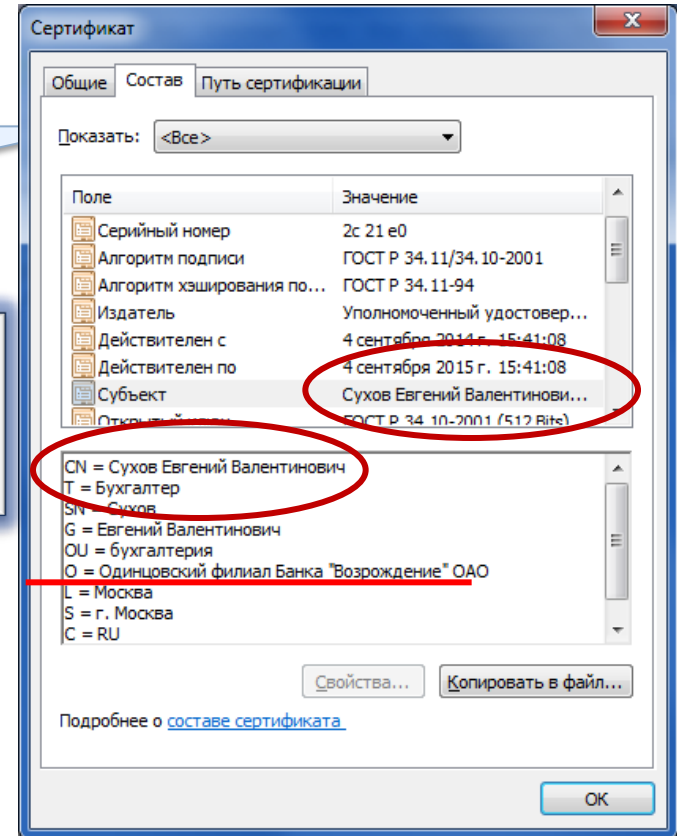 Сертификат
Общие Состав Путь сертификации
Показать: <Все>
Поле Значение
Серийный номер 2c 21 e0
Алгоритм подписи ГОСТ Р 34.11/34.10-2001
Алгоритм хэширования по... ГОСТ Р 34.11-94
Издатель Уполномоченный удостовер...
Действителен с 4 сентября 2014 г. 15:41:08
Действителен по 4 сентября 2015 г. 15:41:08
Субъект Сухов Евгений Валентинови...
Открытый ключ ГОСТ Р 34.10-2001 (512 Bits)
CN = Сухов Евгений Валентинович
T = Бухгалтер
SN = Сухов
G = Евгений Валентинович
OU = бухгалтерия
O = Одинцовский филиал Банка "Возрождение" ОАО
L = Москва
S = г. Москва
C = RU
Свойства... Копировать в файл...
Подробнее о составе сертификата
ОК